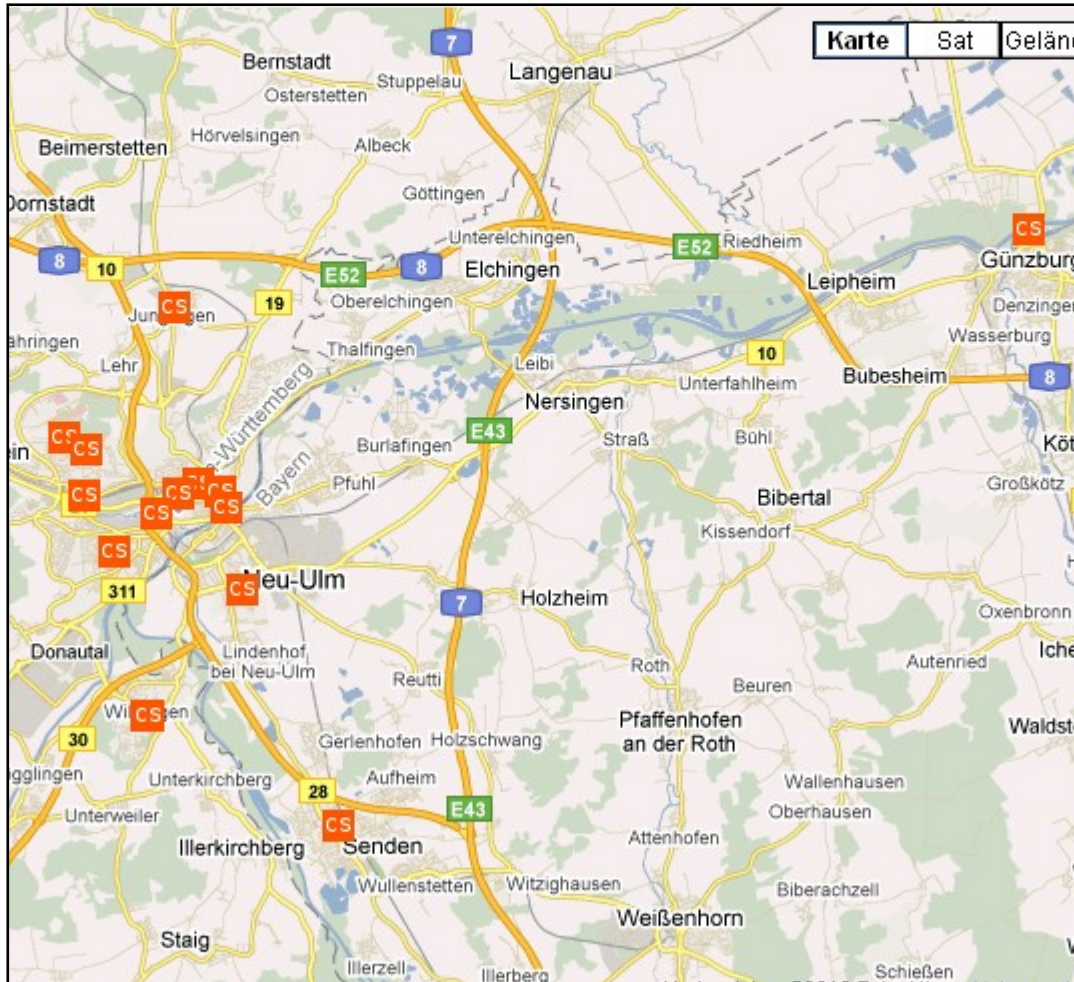 7
Karte Sat Gelän
Bernstadt
Langenau
Stuppelau
Osterstetten
Hörvelsingen
Beimerstetten
Albeck
Göttingen
Dornstadt
CS
Unterelchingen
E52
Riedheim
8
10
E52
8
Elchingen
Günzburg
Leipheim
19
Oberelchingen
CS
Denzingen
Wasserburg
Thalfingen
Lehr
Leibi
10
Unterfahlheim
Bubesheim
8
Nersingen
CS
CS
E43
Burlafingen
Straß
Bühl
Bayern
Pfuhl
CS
CS
CS
CS
CS
CS
Bibertal
Großkötz
Kissendorf
CS
CS
Neu-Ulm
311
7
Holzheim
Oxenbronn
Donautal
Lindenhof
bei Neu-Ulm
Reutti
Roth
Beuren
Autenried
CS
30
Gerlenhofen
Holzschwang
Pfaffenhofen
an der Roth
Unterkirchberg
Aufheim
28
Wallenhausen
Unterweiler
E43
Oberhausen
CS
Illerkirchberg
Senden
Attenhofen
Wullenstetten
Witzighausen
Biberachzell
Weißenhorn
Staig
Illerzell
Illerberg
Schießen